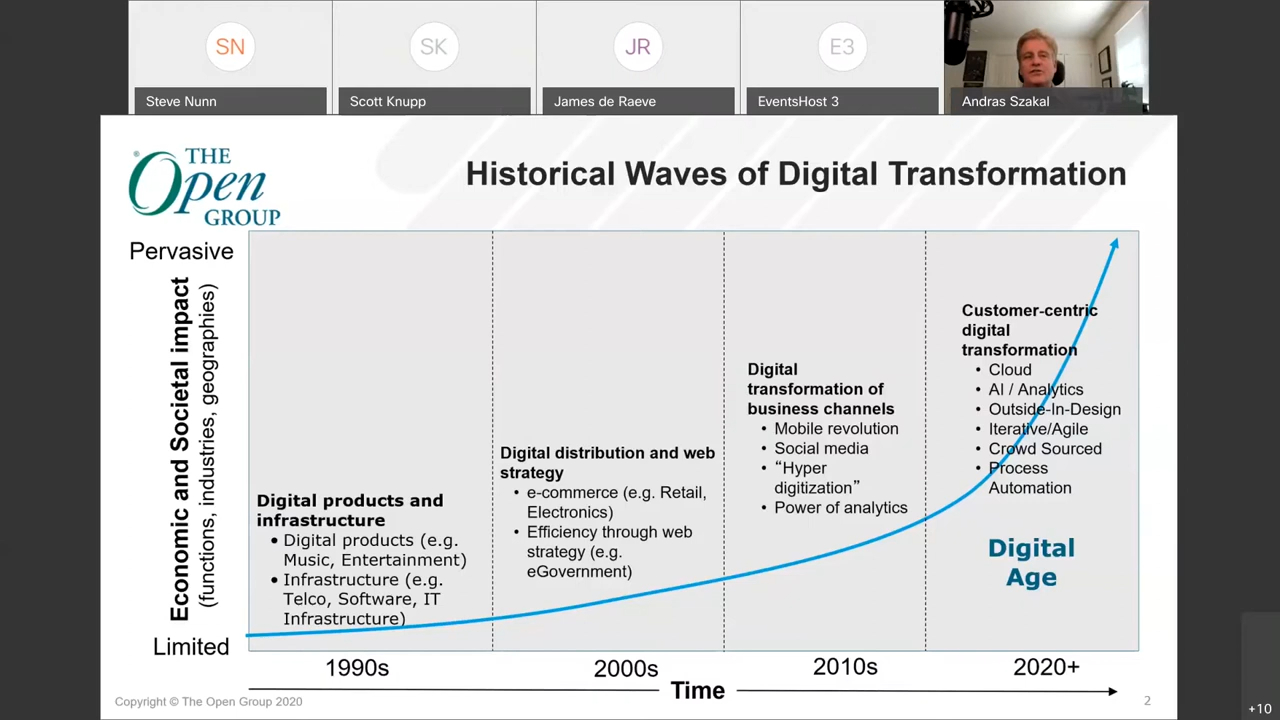 SN
SK
JR
E3
Steve Nunn
Scott Knupp
James de Raeve
EventsHost 3
Andras Szakal
®
THE
Open
GROUP
Historical Waves of Digital Transformation
Pervasive
Economic and Societal impact
(functions, industries, geographies)
Limited
Digital products and
infrastructure
• Digital products (e.g.
Music, Entertainment)
• Infrastructure (e.g.
Telco, Software, IT
Infrastructure)
Digital distribution and web
strategy
• e-commerce (e.g. Retail,
Electronics)
• Efficiency through web
strategy (e.g.
eGovernment)
Digital
transformation of
business channels
• Mobile revolution
• Social media
• “Hyper
digitization”
• Power of analytics
Customer-centric
digital
transformation
• Cloud
• AI / Analytics
• Outside-In-Design
• Iterative/Agile
• Crowd Sourced
• Process
Automation
Digital
Age
1990s
2000s
2010s
2020+
Time
Copyright © The Open Group 2020
2
+10